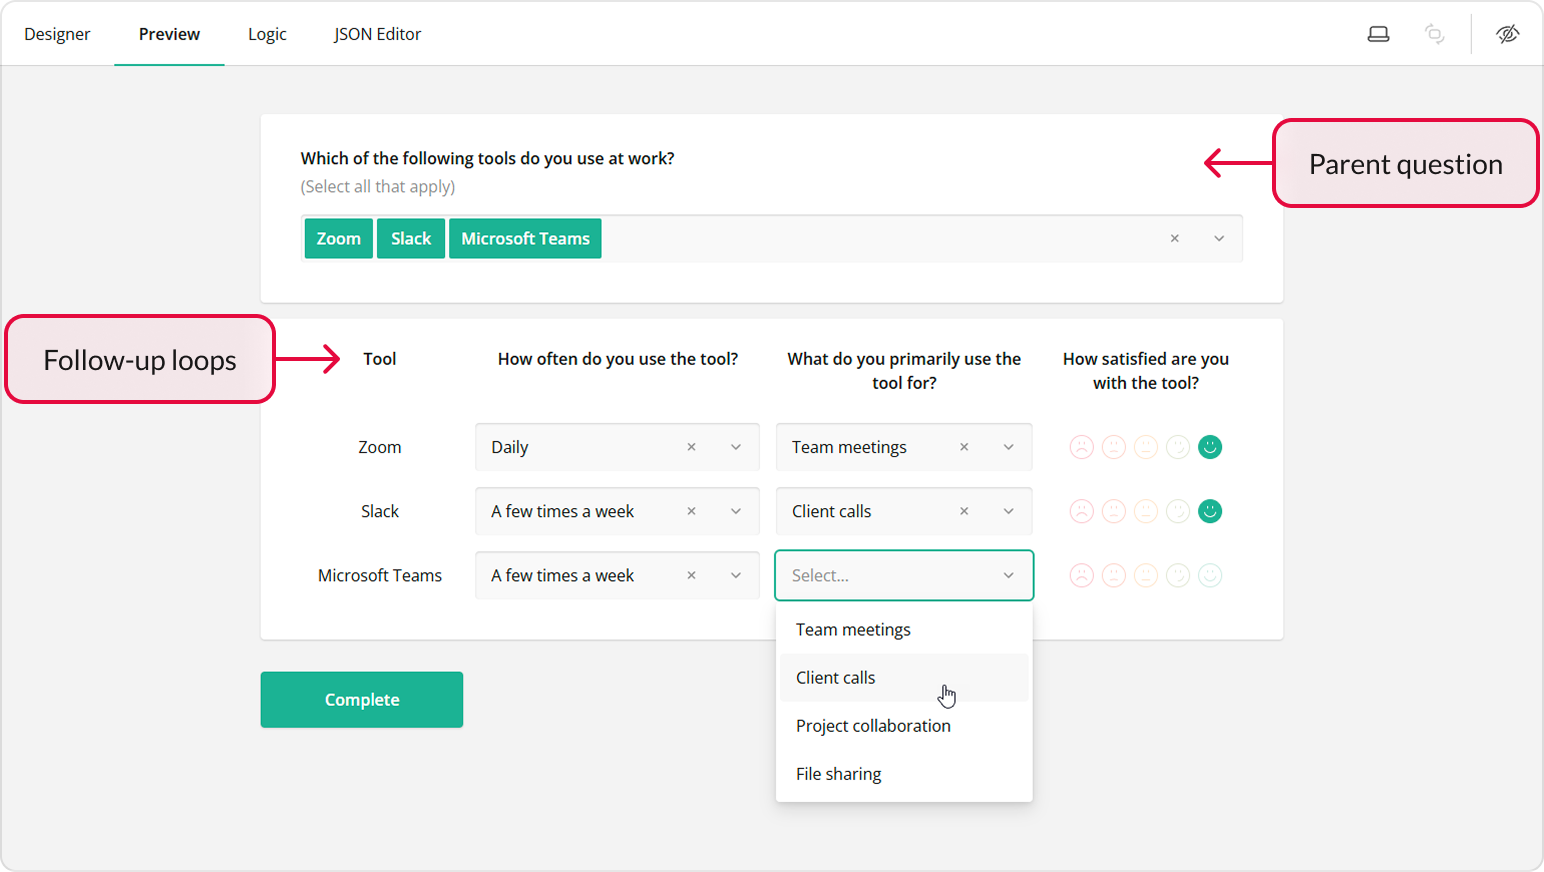 Designer Preview Logic JSON Editor
Which of the following tools do you use at work?
(Select all that apply)
Parent question
Zoom Slack Microsoft Teams
Follow-up loops
Tool How often do you use the tool? What do you primarily use the tool for? How satisfied are you with the tool?
Zoom Daily Team meetings
Slack A few times a week Client calls
Microsoft Teams A few times a week Select...
Team meetings
Client calls
Project collaboration
File sharing
Complete